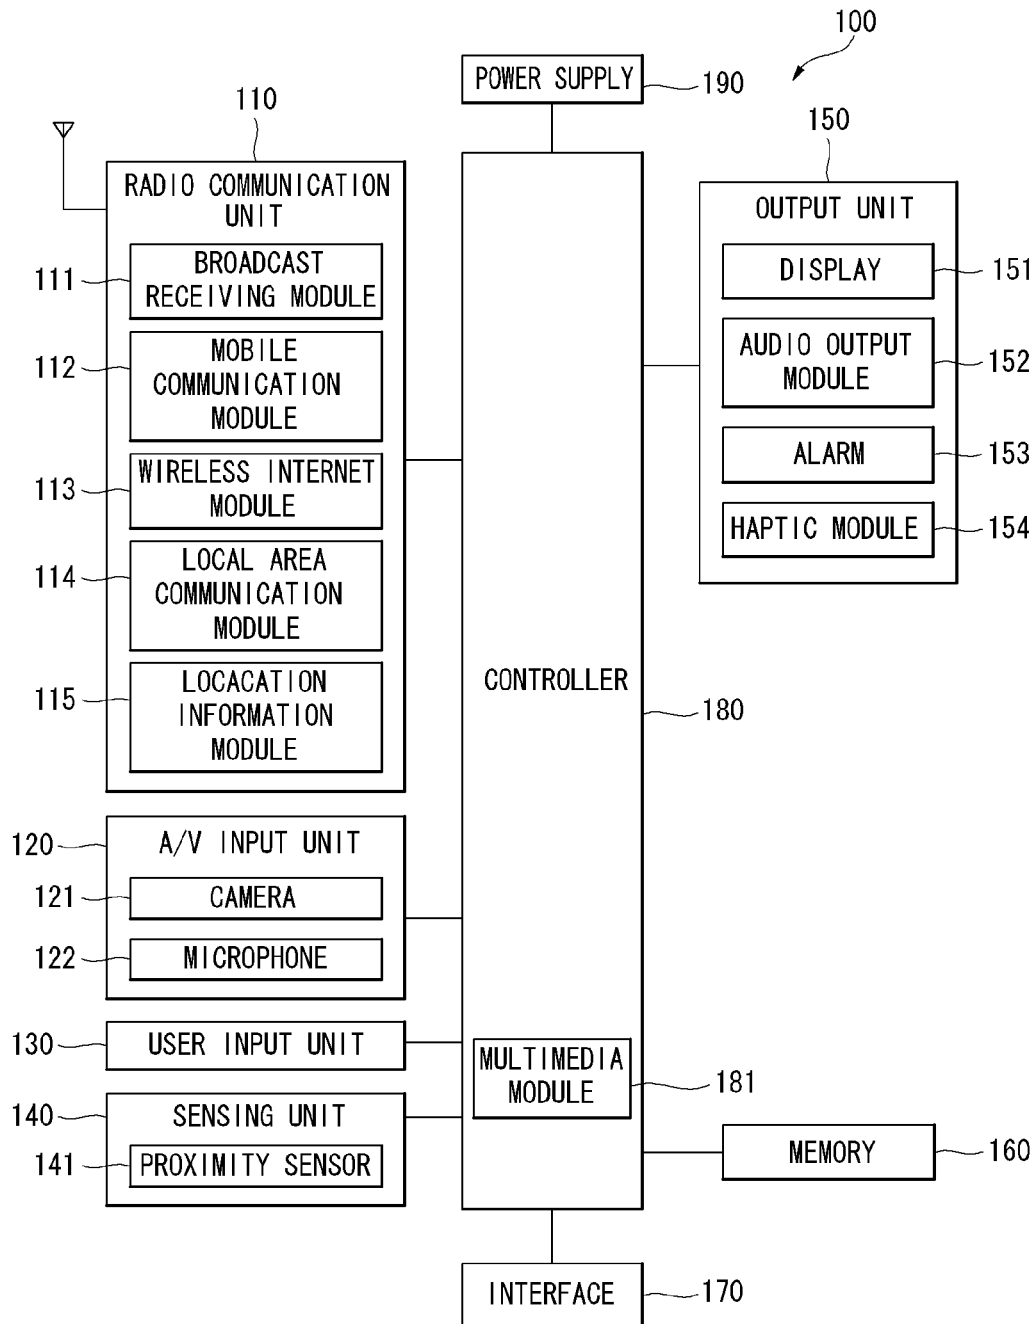 100
POWER SUPPLY
190
110
RADIO COMMUNICATION
UNIT
111
BROADCAST
RECEIVING MODULE
112
MOBILE
COMMUNICATION
MODULE
113
WIRELESS INTERNET
MODULE
114
LOCAL AREA
COMMUNICATION
MODULE
115
LOCACATION
INFORMATION
MODULE
120
A/V INPUT UNIT
121
CAMERA
122
MICROPHONE
130
USER INPUT UNIT
140
SENSING UNIT
141
PROXIMITY SENSOR
CONTROLLER
180
MULTIMEDIA
MODULE
181
150
OUTPUT UNIT
DISPLAY
151
AUDIO OUTPUT
MODULE
152
ALARM
153
HAPTIC MODULE
154
MEMORY
160
INTERFACE
170